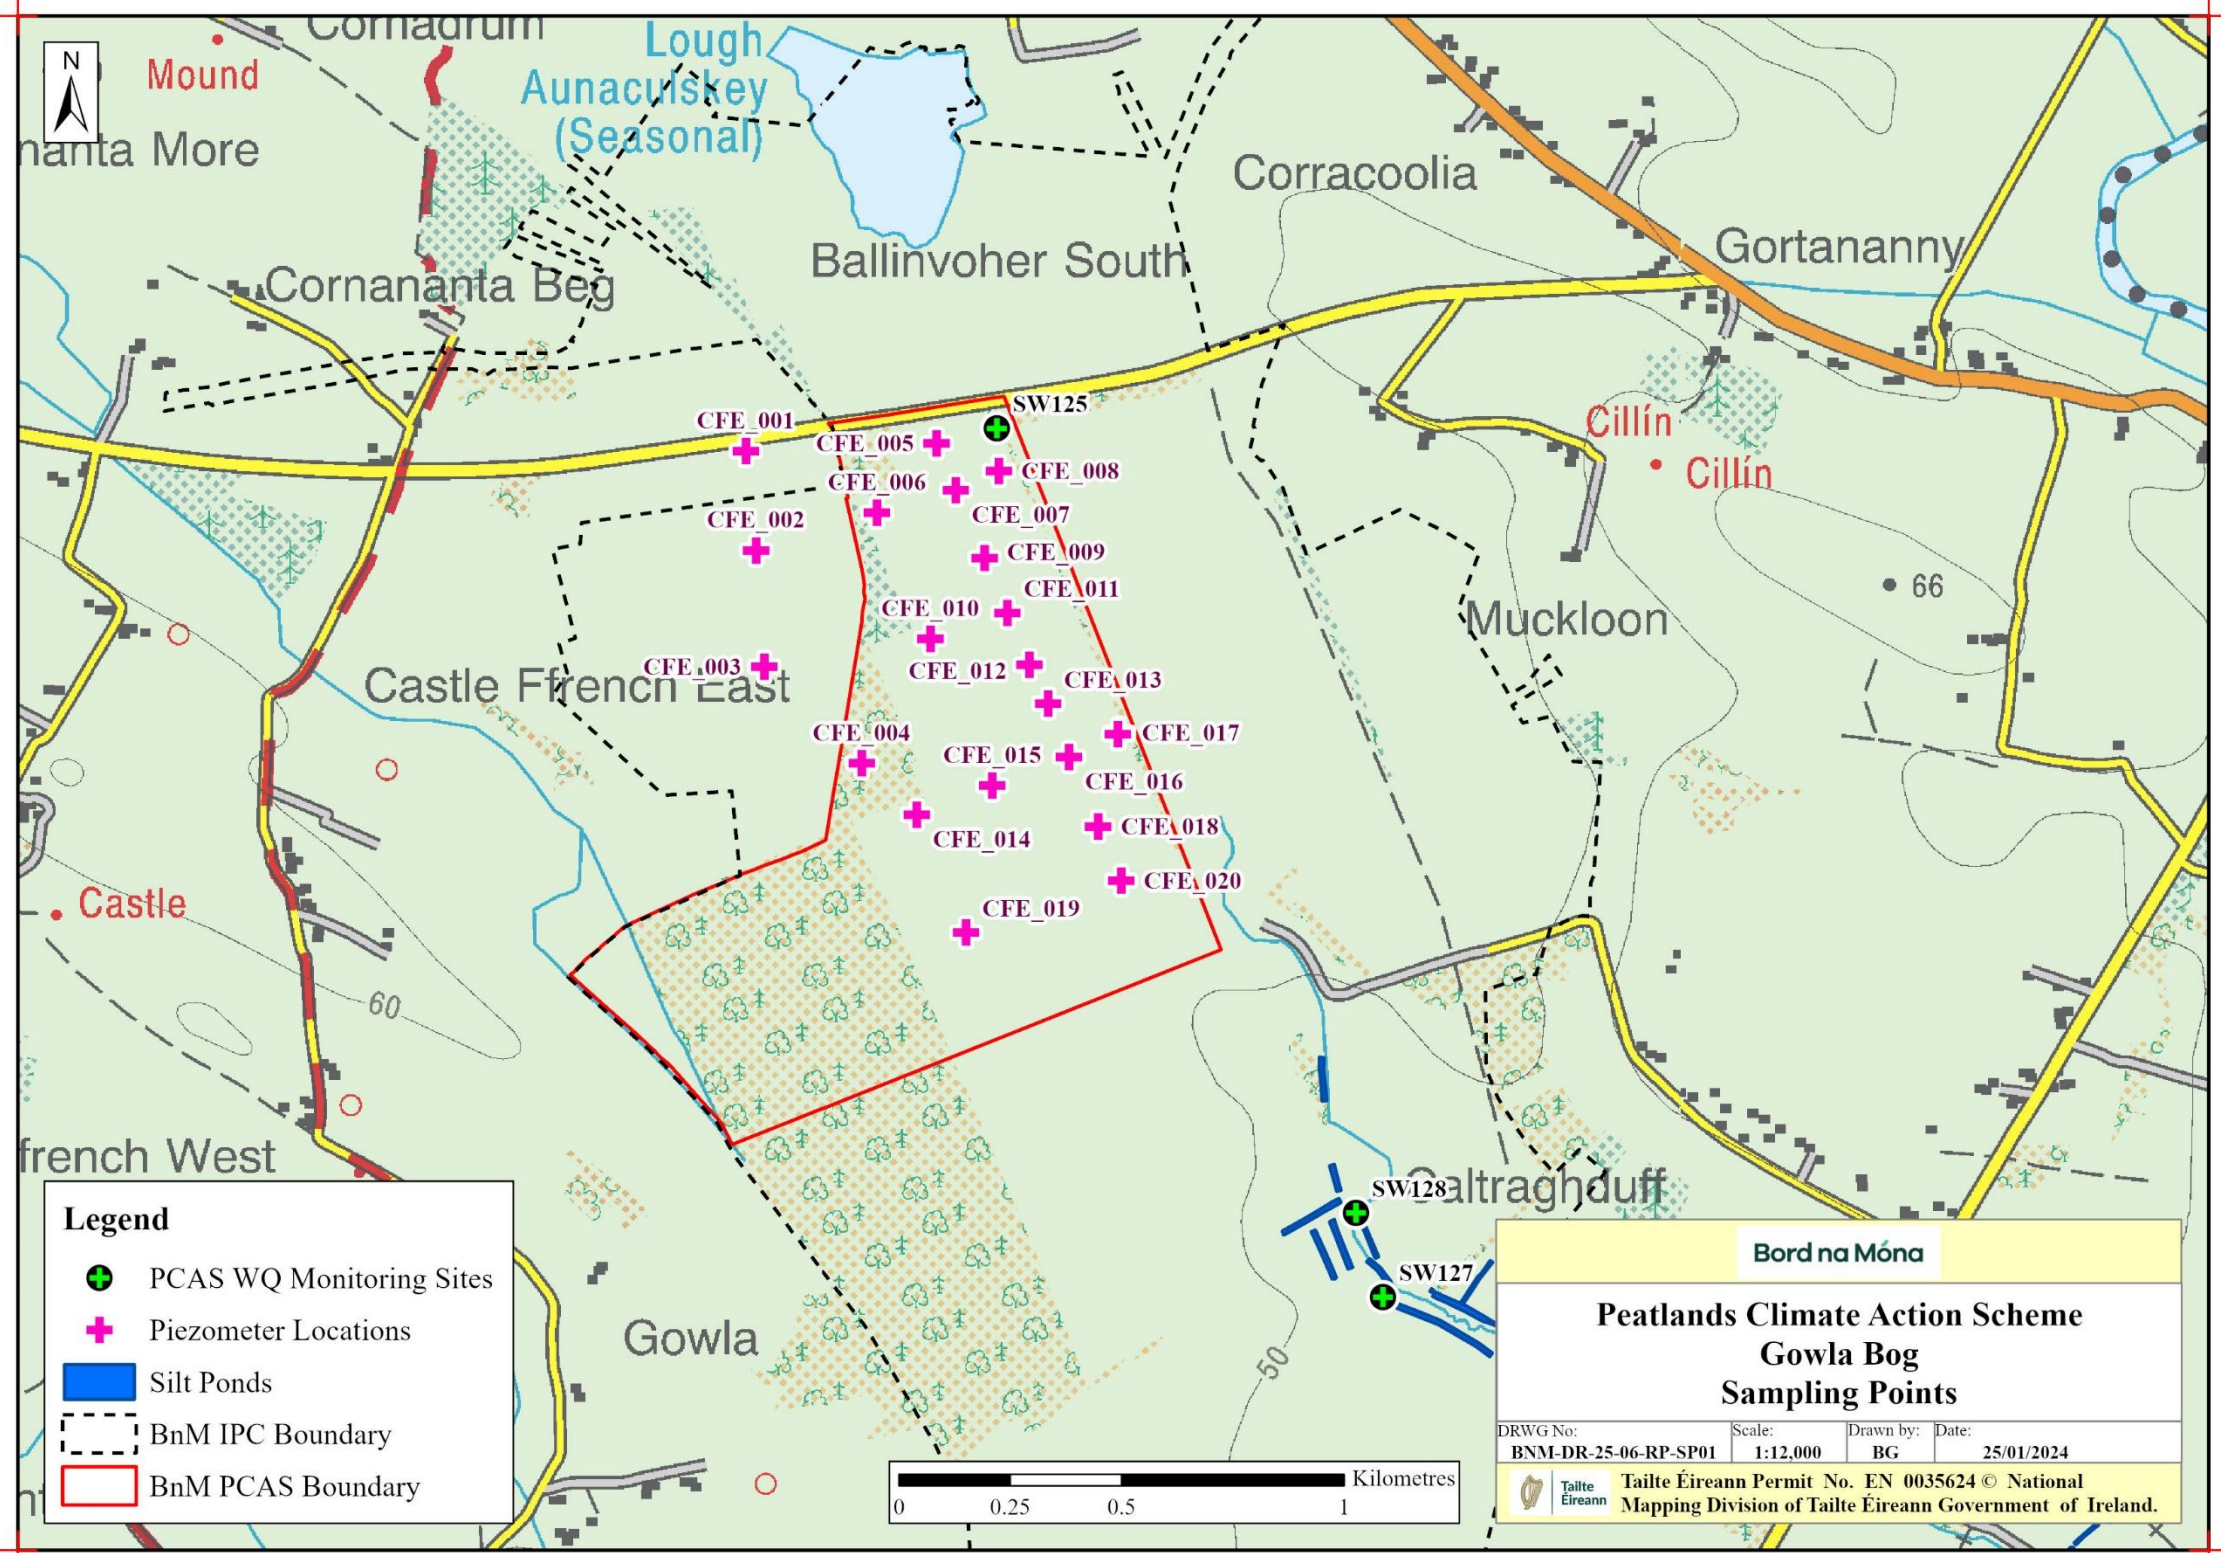 Cornadrum
N
Mound
Lough
Aunaculskey
(Seasonal)
nanta More
Corracoolia
Gortananny
Ballinvoher South
Cornananta Beg
SW125
CFE_001
CFE_005
CFE_008
CFE_006
CFE_007
CFE_002
CFE_009
CFE_011
CFE_010
CFE_012
CFE_013
CFE_003
Castle Ffrench East
CFE_004
CFE_017
CFE_015
CFE_016
CFE_014
CFE_018
CFE_020
CFE_019
Cillín
Cillín
66
Muckloon
Castle
60
french West
SW128
altraghduff
SW127
Gowla
50
Legend
PCAS WQ Monitoring Sites
Piezometer Locations
Silt Ponds
BnM IPC Boundary
BnM PCAS Boundary
Kilometres
0 0.25 0.5 1
Bord na Móna
Peatlands Climate Action Scheme
Gowla Bog
Sampling Points
DRWG No: Scale: Drawn by: Date:
BNM-DR-25-06-RP-SP01 1:12,000 BG 25/01/2024
Tailte
Éireann
Tailte Éireann Permit No. EN 0035624 © National
Mapping Division of Tailte Éireann Government of Ireland.